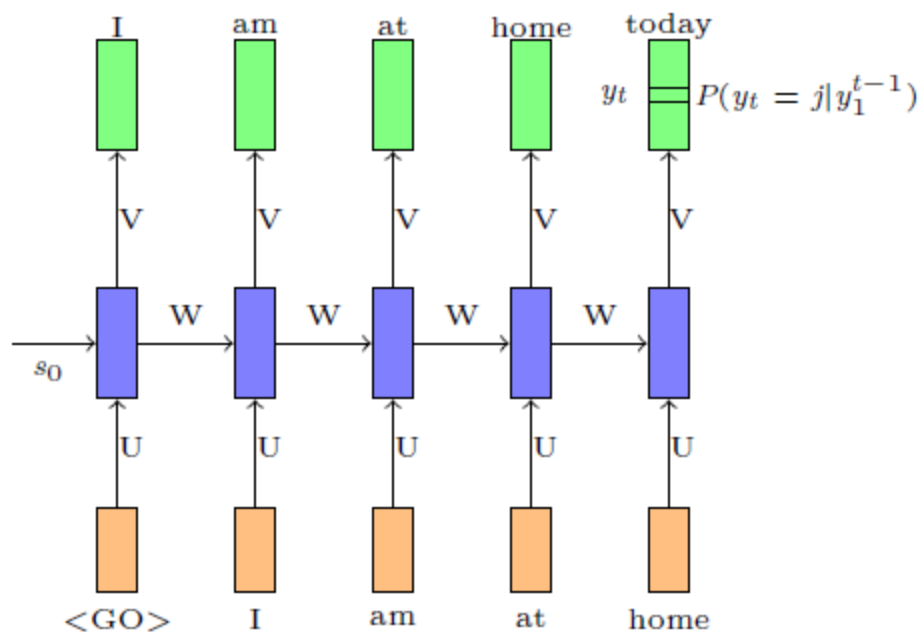 I am at home today
y_t P(y_t = j|y_1^{t-1})
V V V V V
W W W W
s_0
U U U U U
<GO> I am at home